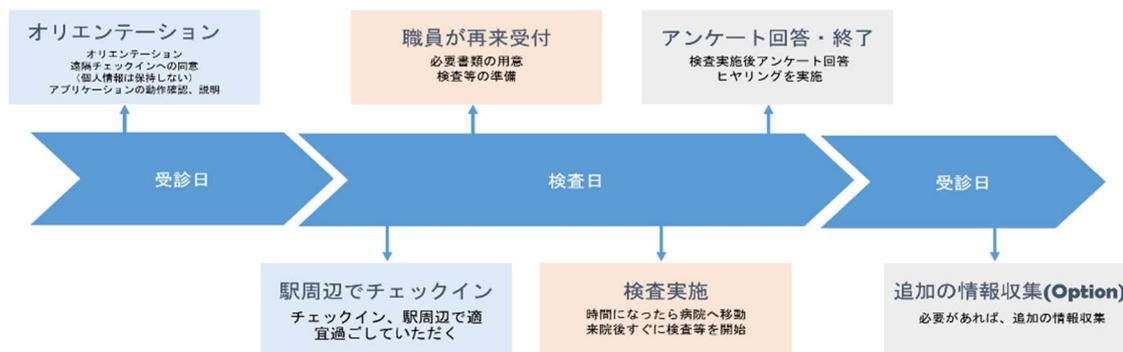 オリエンテーション
オリエンテーション
遠隔チェックインへの同意
（個人情報は保持しない）
アプリケーションの動作確認、説明
職員が再来受付
必要書類の用意
検査等の準備
アンケート回答・終了
検査実施後アンケート回答
ヒヤリングを実施
受診日
検査日
受診日
駅周辺でチェックイン
チェックイン、駅周辺で適
宜過ごしていただく
検査実施
時間になったら病院へ移動
来院後すぐに検査等を開始
追加の情報収集(Option)
必要があれば、追加の情報収集